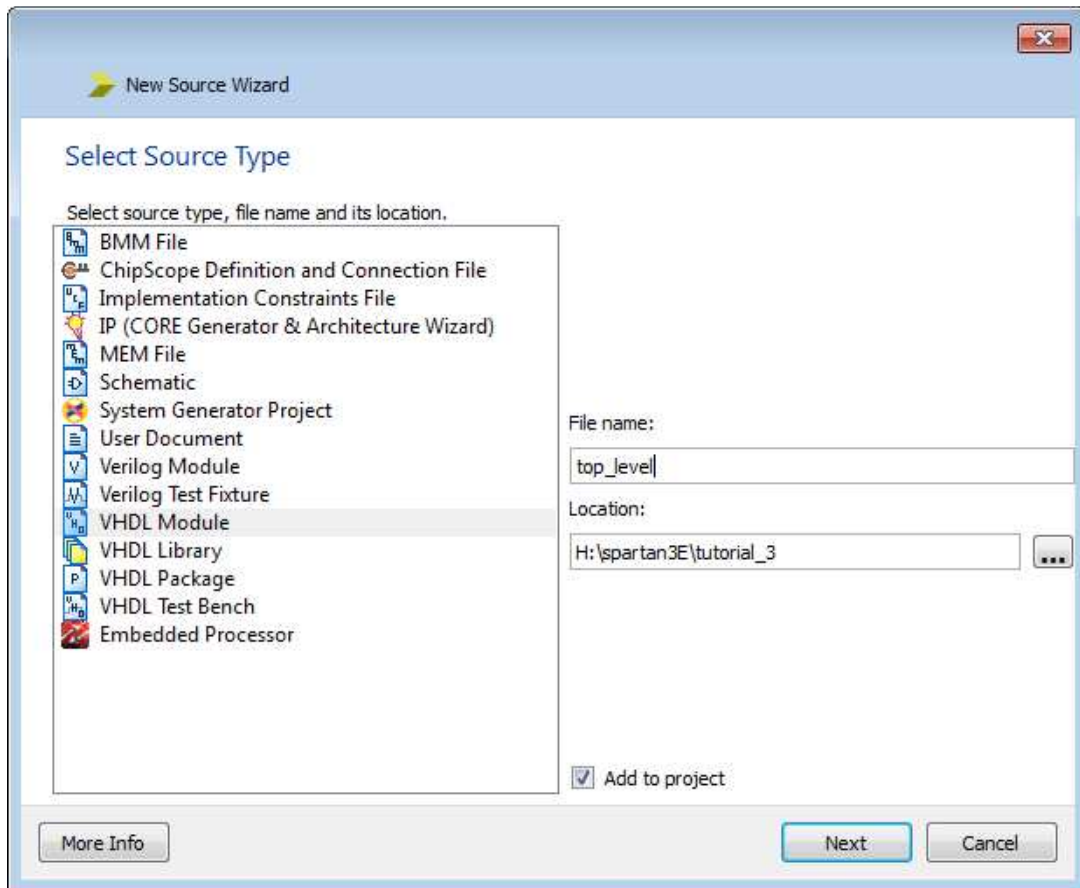 New Source Wizard
Select Source Type
Select source type, file name and its location.
BMM File
ChipScope Definition and Connection File
Implementation Constraints File
IP (CORE Generator & Architecture Wizard)
MEM File
Schematic
System Generator Project
User Document
Verilog Module
Verilog Test Fixture
VHDL Module
VHDL Library
VHDL Package
VHDL Test Bench
Embedded Processor
File name:
top_level
Location:
H:\spartan3E\tutorial_3
...
Add to project
More Info
Next
Cancel